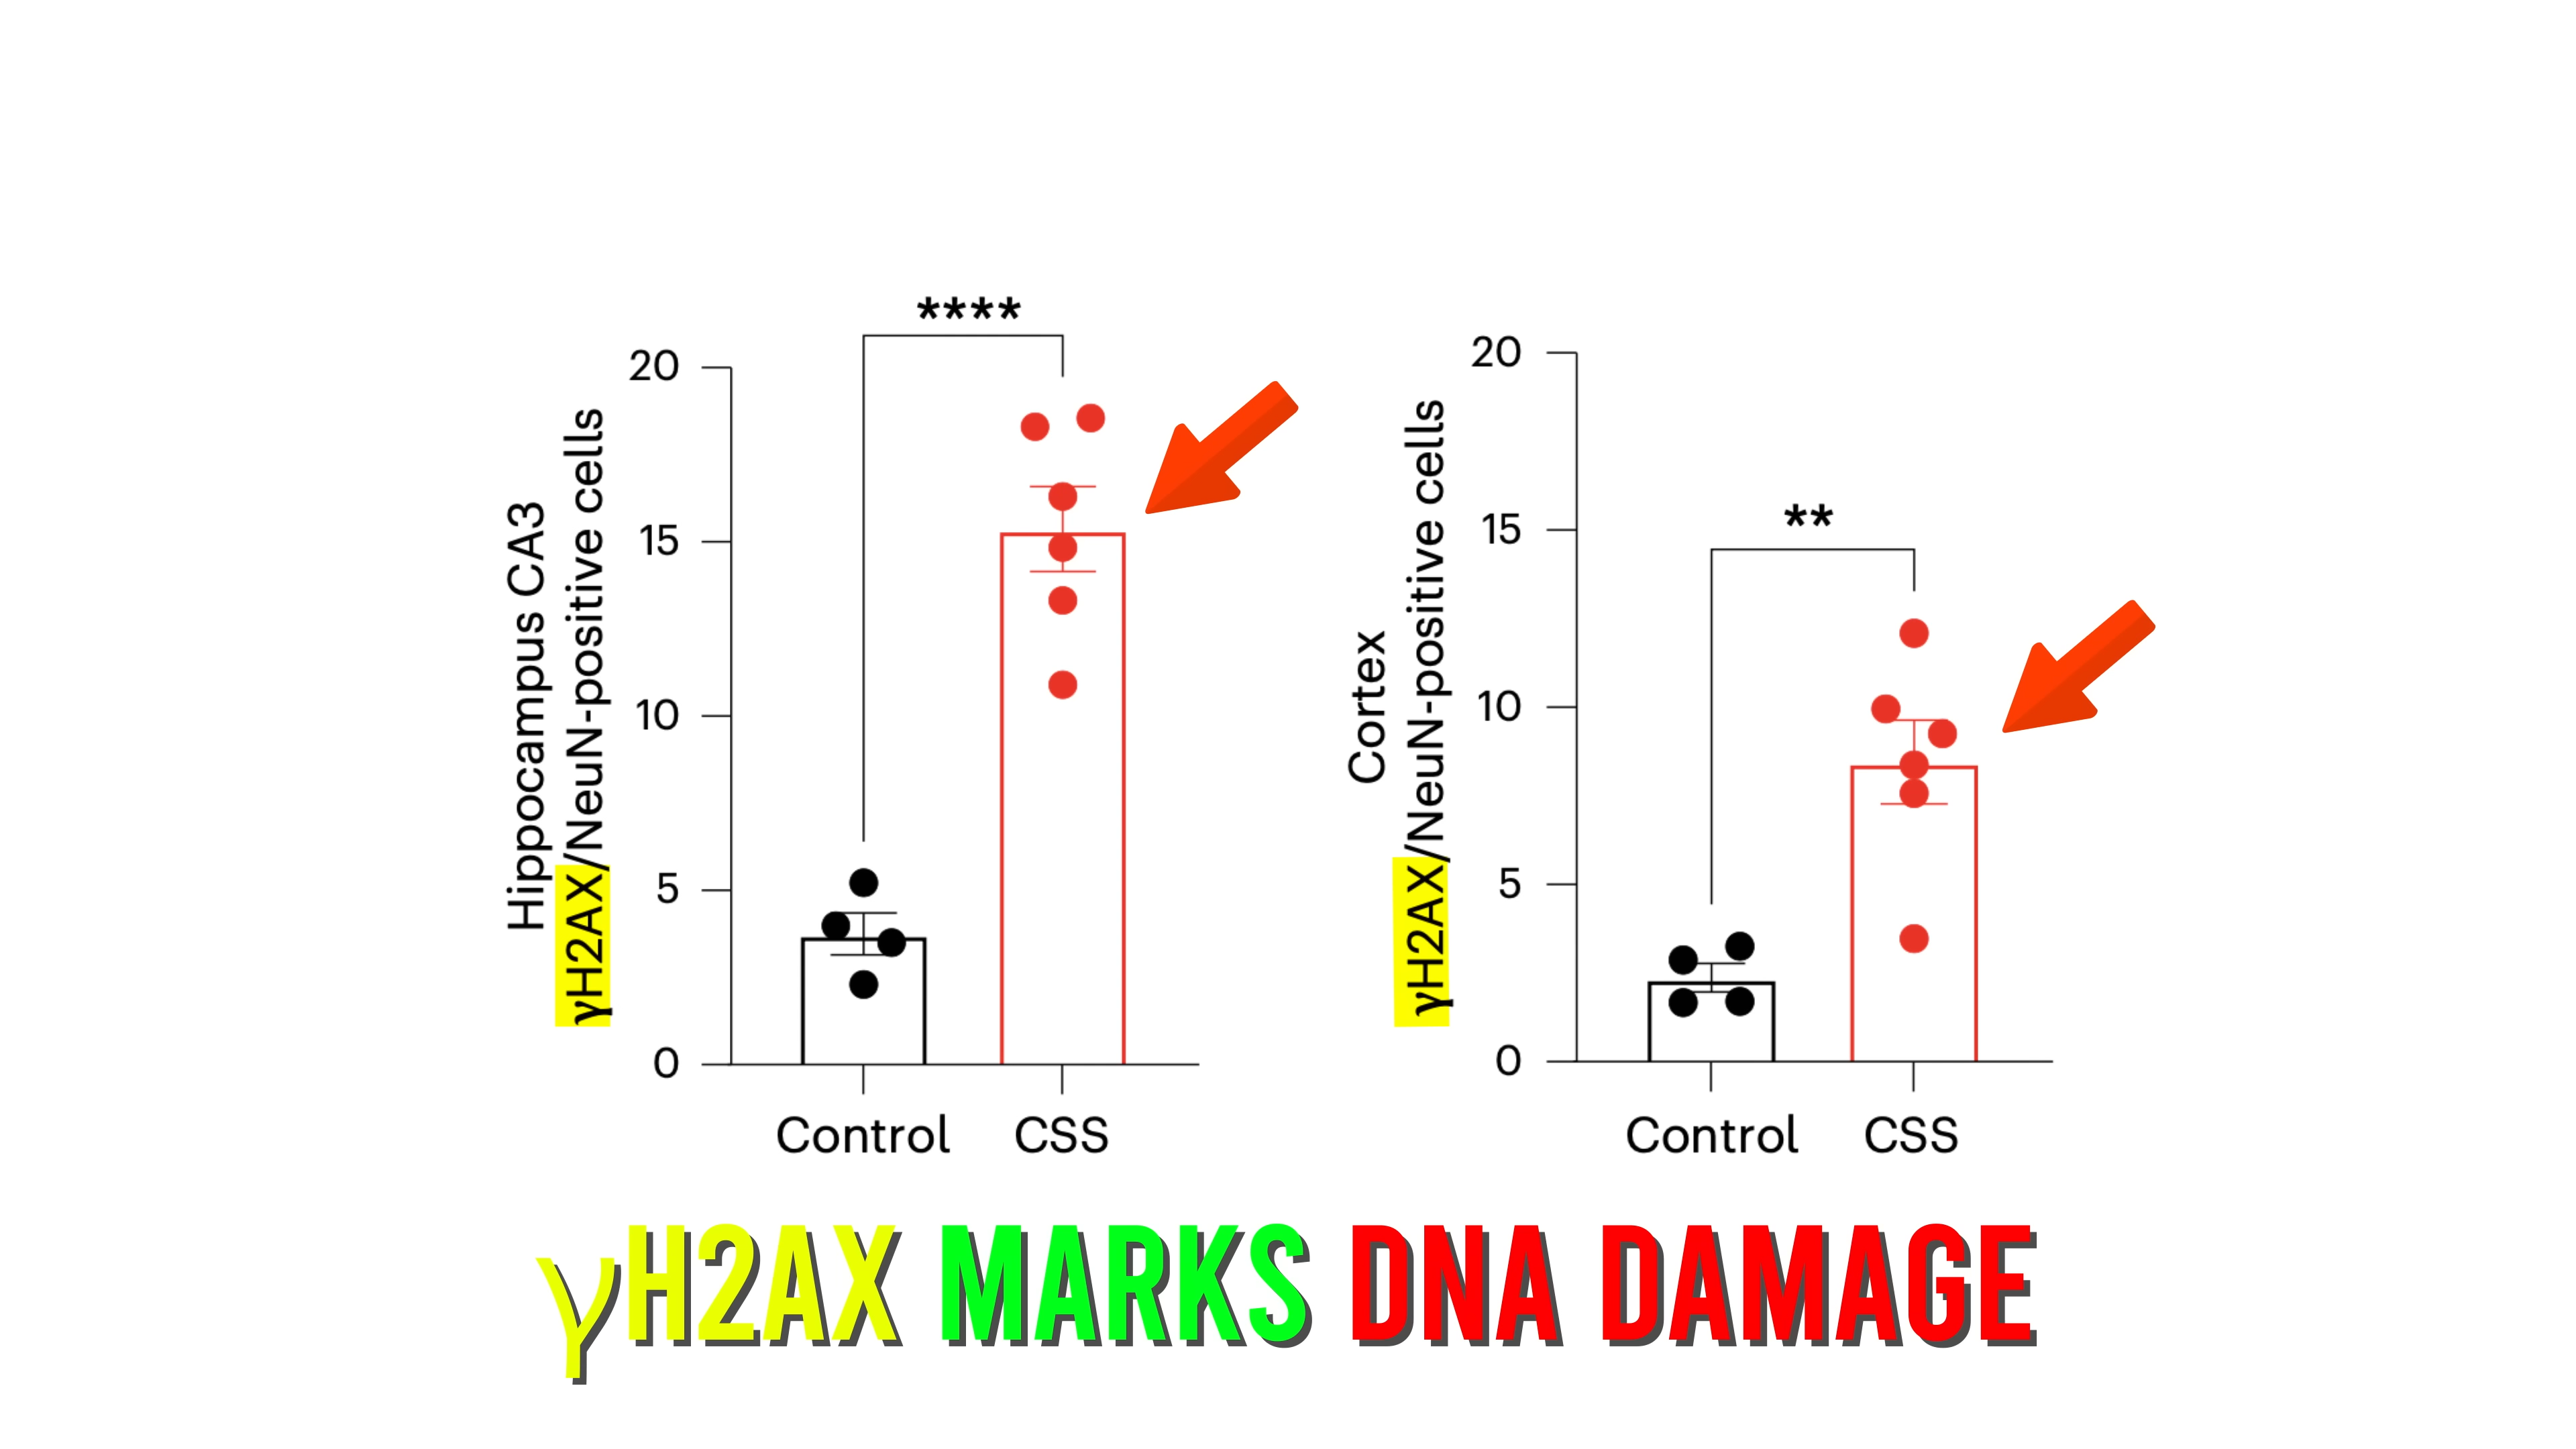 ****
20
15
10
5
0
Hippocampus CA3
γH2AX/NeuN-positive cells
Control CSS
**
20
15
10
5
0
Cortex
γH2AX/NeuN-positive cells
Control CSS
γH2AX MARKS DNA DAMAGE